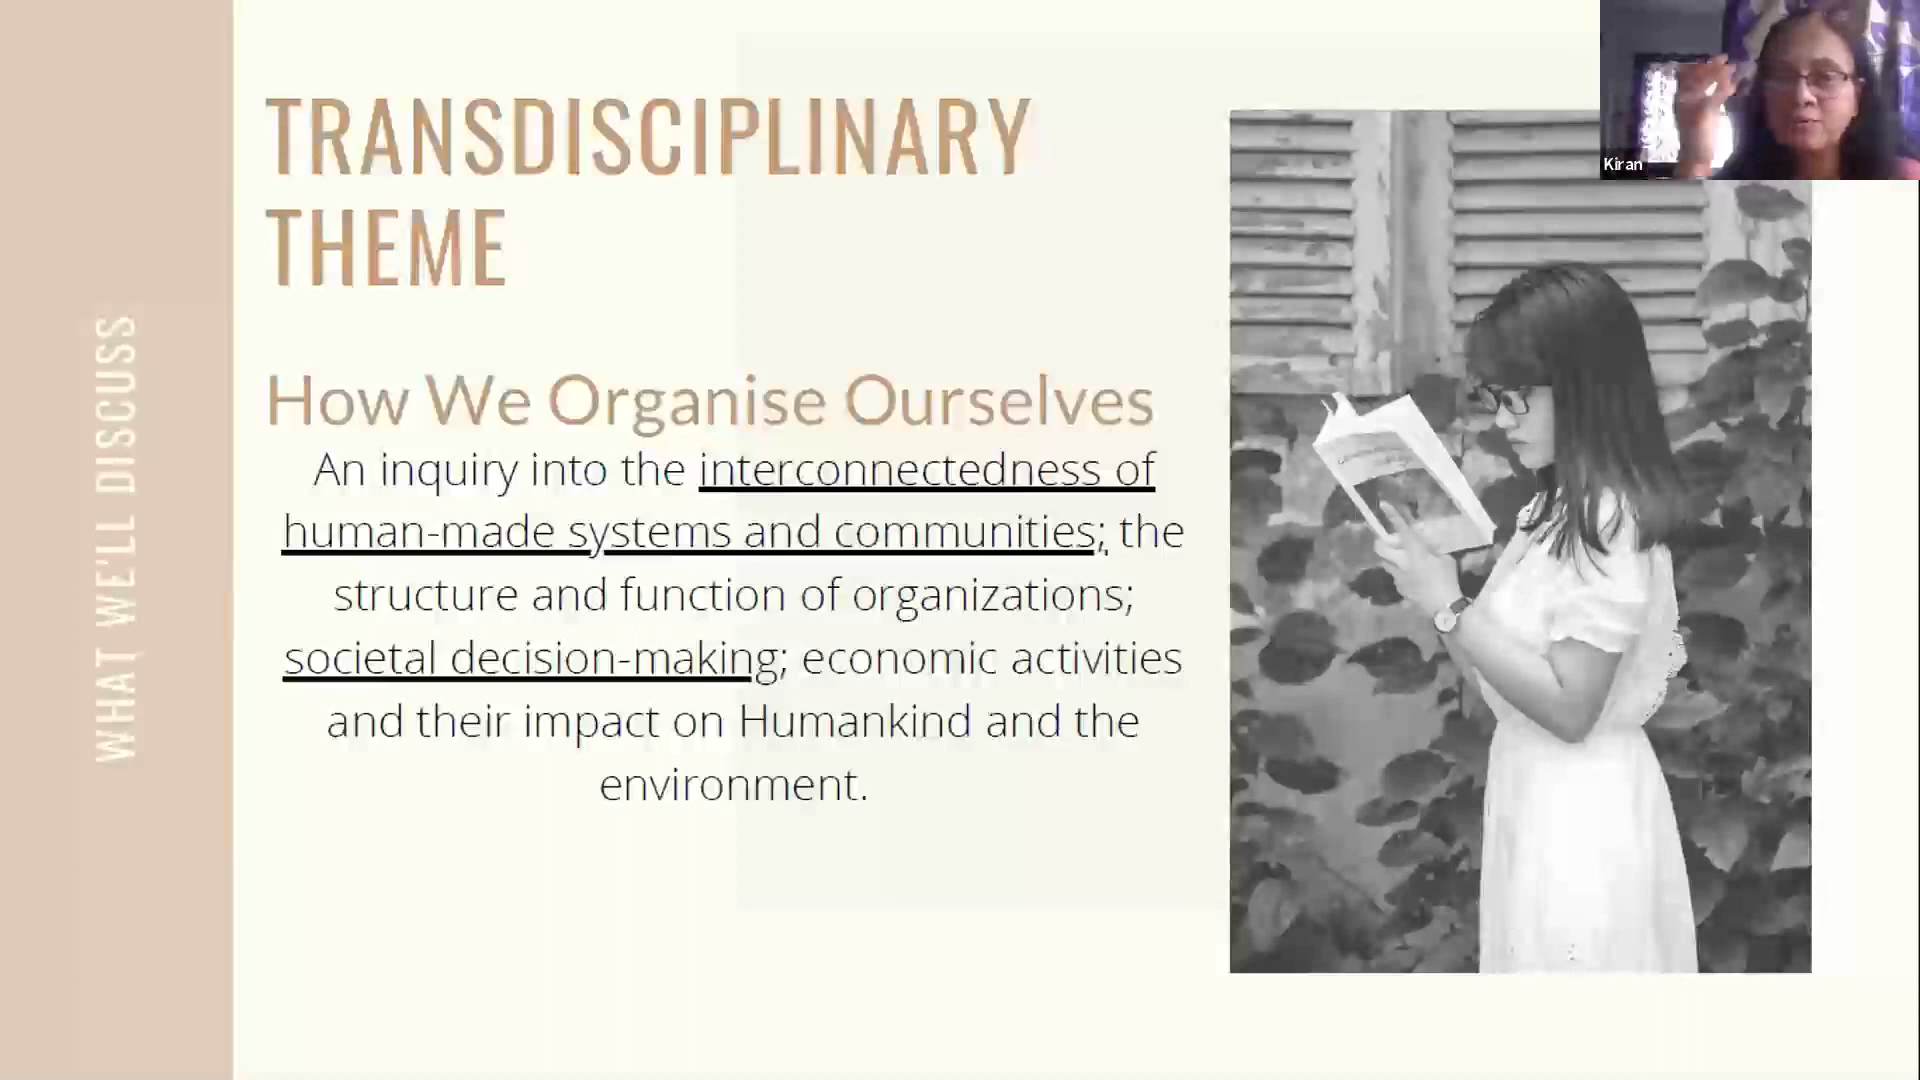 WHAT WE'LL DISCUSS
TRANSDISCIPLINARY
THEME
How We Organise Ourselves
An inquiry into the interconnectedness of
human-made systems and communities; the
structure and function of organizations;
societal decision-making; economic activities
and their impact on Humankind and the
environment.
Kiran